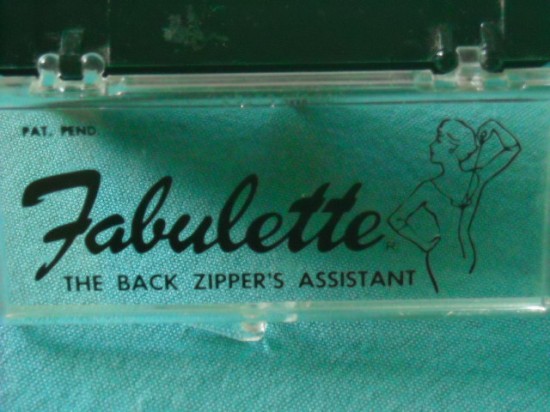 PAT. PEND.
Fabulette
THE BACK ZIPPER'S ASSISTANT